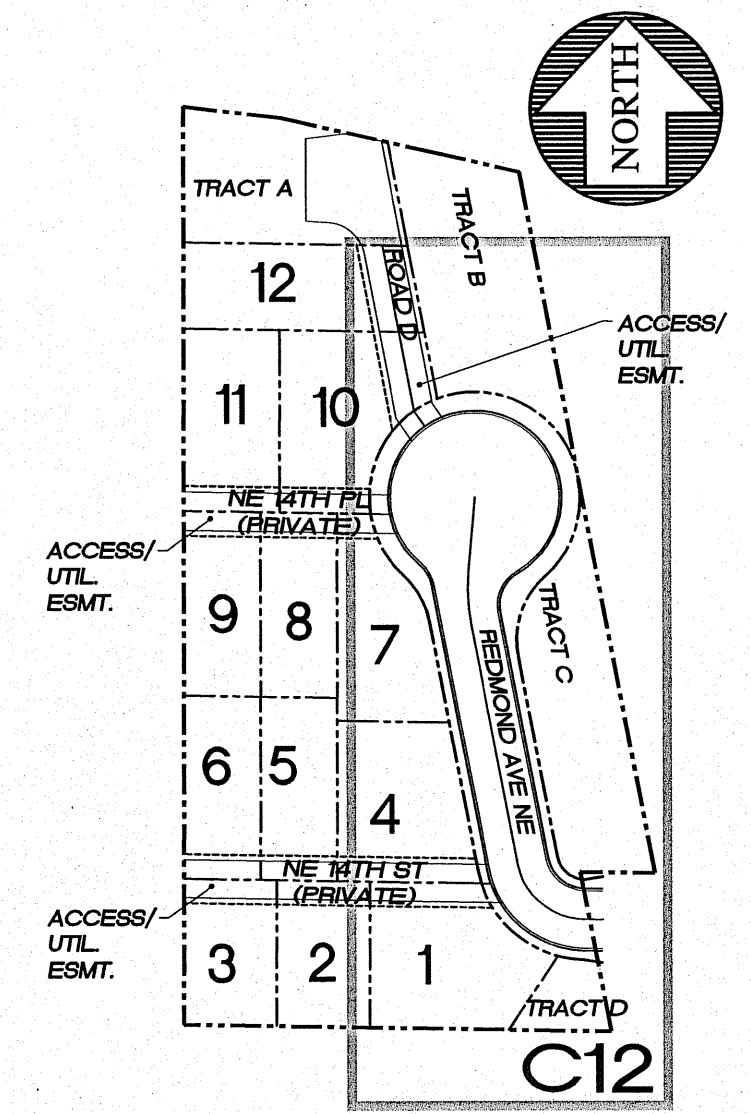 NORTH
TRACT A
TRACT B
12
ROAD D
ACCESS/
UTIL.
ESMT.
11
10
NE 14TH PL
(PRIVATE)
ACCESS/
UTIL.
ESMT.
9
8
7
TRACT C
REDMOND AVE NE
6
5
4
NE 14TH ST
(PRIVATE)
ACCESS/
UTIL.
ESMT.
3
2
1
TRACT D
C12